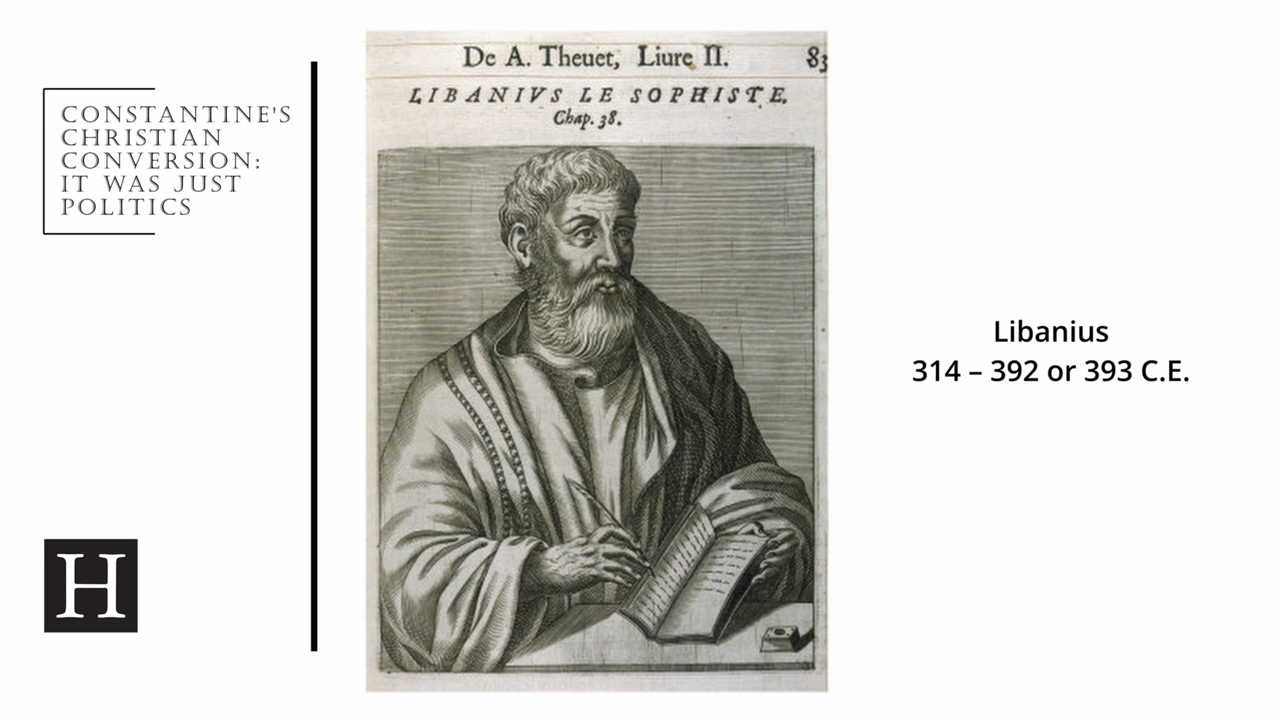 CONSTANTINE'S
CHRISTIAN
CONVERSION:
IT WAS JUST
POLITICS
H
De A. Theuet, Liure II. 83
LIBANIVS LE SOPHISTE.
Chap. 38.
Libanius
314 – 392 or 393 C.E.